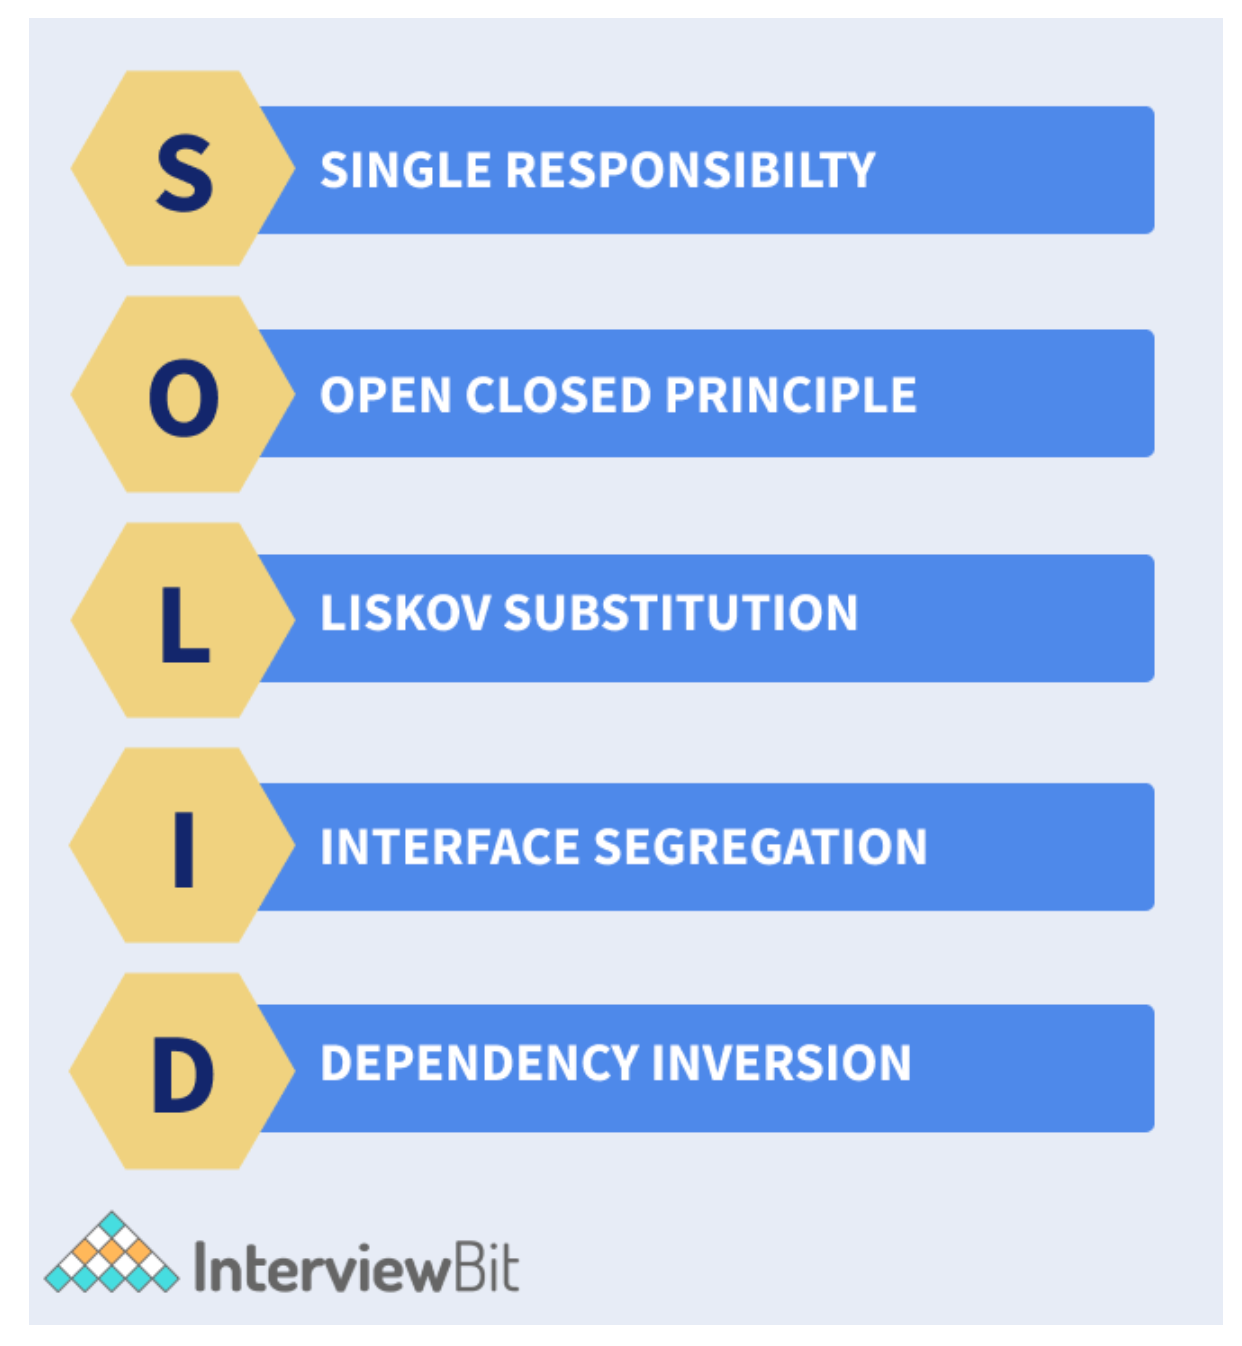 S
SINGLE RESPONSIBILTY
O
OPEN CLOSED PRINCIPLE
L
LISKOV SUBSTITUTION
I
INTERFACE SEGREGATION
D
DEPENDENCY INVERSION
InterviewBit